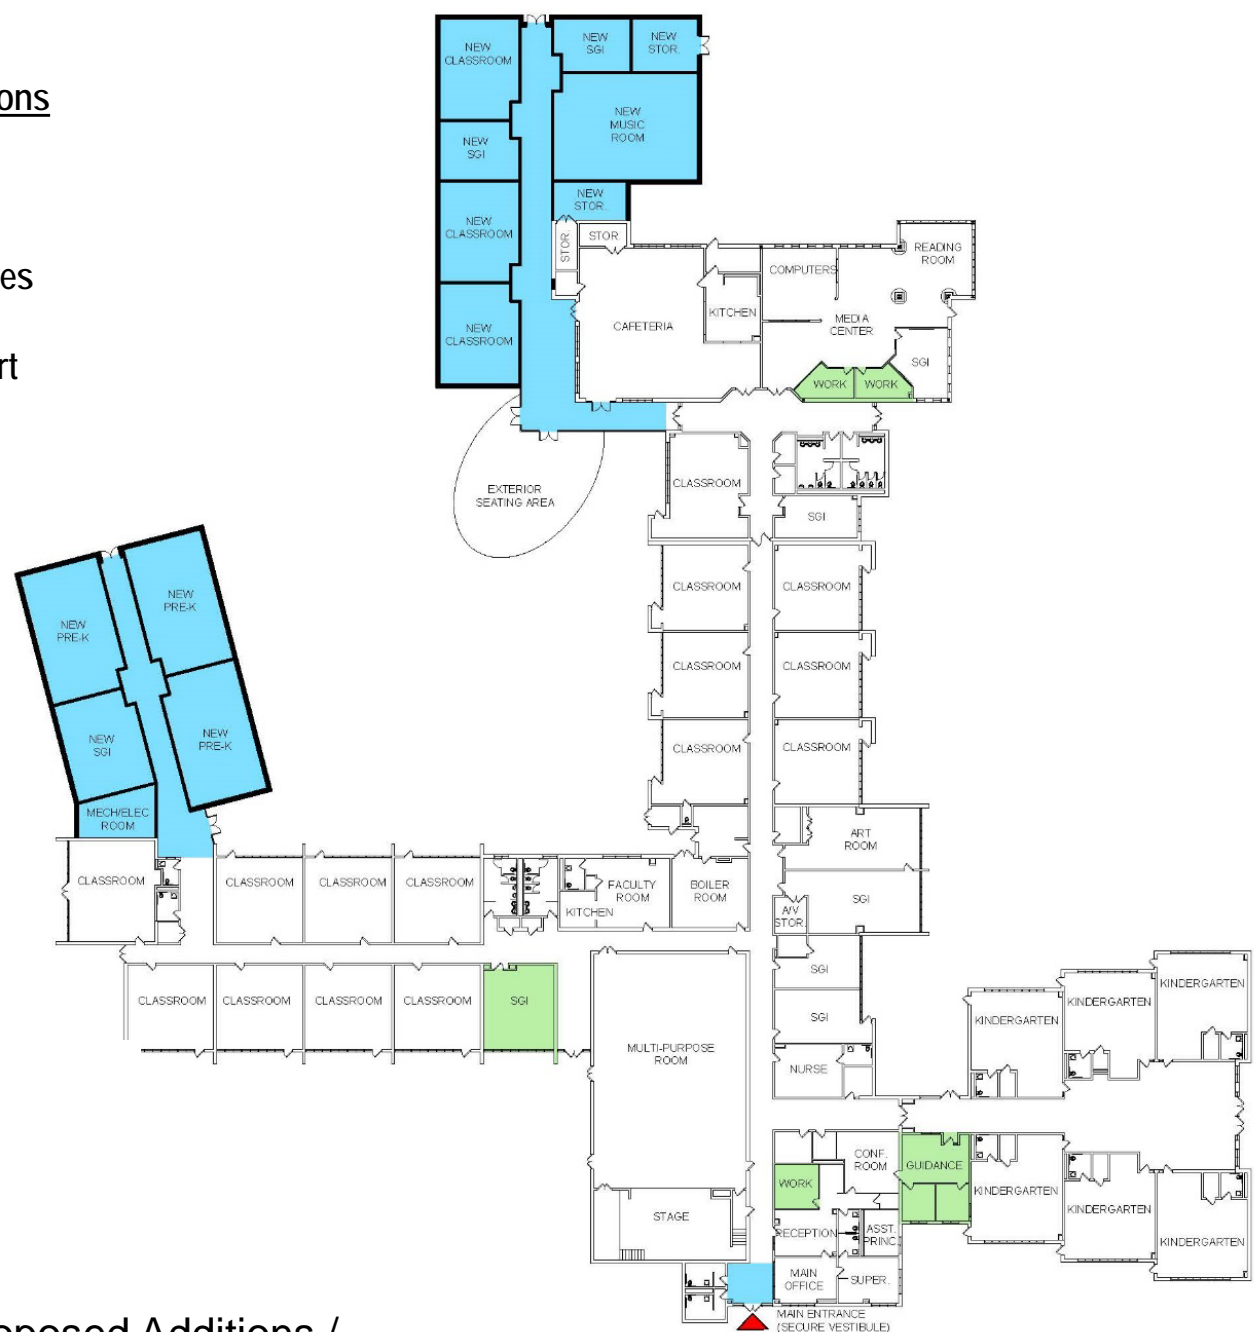 ons
es
rt
NEW
CLASSROOM
NEW
SGI
NEW
STOR.
NEW
MUSIC
ROOM
NEW
SGI
NEW
CLASSROOM
NEW
STOR.
STOR.
STOR.
NEW
CLASSROOM
CAFETERIA
KITCHEN
COMPUTERS
READING
ROOM
MEDIA
CENTER
SGI
WORK
WORK
EXTERIOR
SEATING AREA
CLASSROOM
SGI
CLASSROOM
CLASSROOM
CLASSROOM
CLASSROOM
CLASSROOM
CLASSROOM
NEW
PRE-K
NEW
PRE-K
NEW
SGI
NEW
PRE-K
MECH/ELEC
ROOM
ART
ROOM
SGI
A/V
STOR.
CLASSROOM
CLASSROOM
CLASSROOM
CLASSROOM
KITCHEN
FACULTY
ROOM
BOILER
ROOM
SGI
SGI
NURSE
CLASSROOM
CLASSROOM
CLASSROOM
CLASSROOM
SGI
MULTI-PURPOSE
ROOM
KINDERGARTEN
KINDERGARTEN
KINDERGARTEN
CONF.
ROOM
GUIDANCE
WORK
KINDERGARTEN
KINDERGARTEN
KINDERGARTEN
STAGE
RECEPTION
ASST.
PRINC.
MAIN
OFFICE
SUPER.
MAIN ENTRANCE
(SECURE VESTIBULE)
oposed Additions /